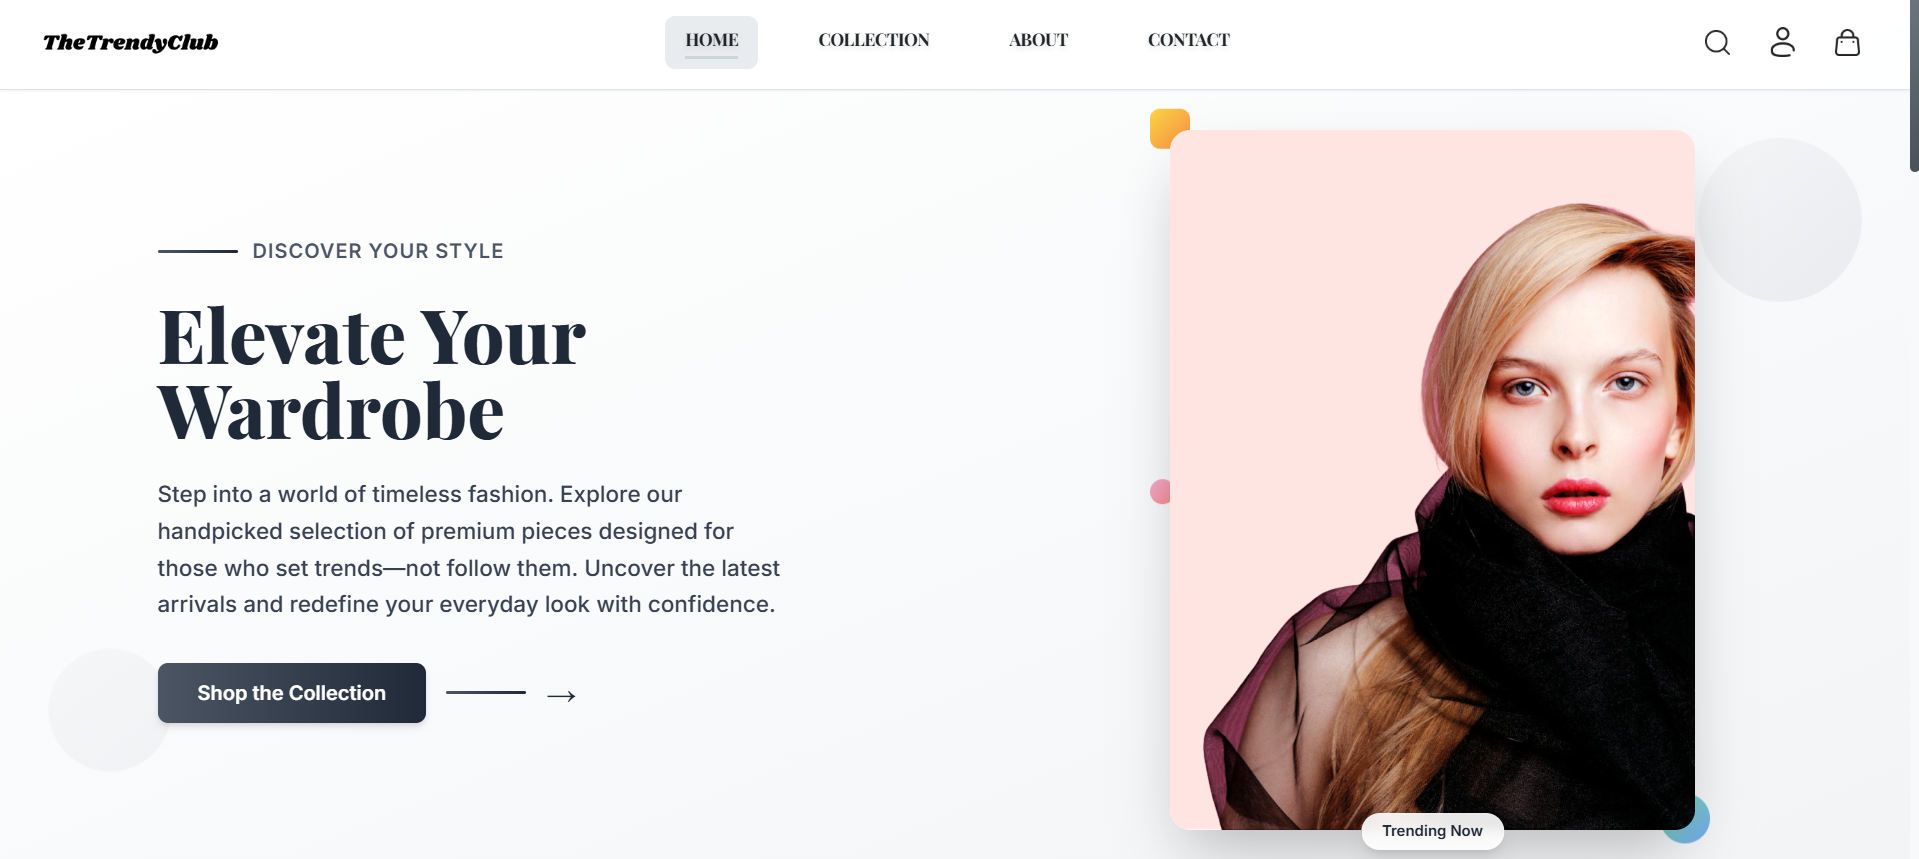 TheTrendyClub
HOME
COLLECTION
ABOUT
CONTACT
DISCOVER YOUR STYLE
Elevate Your
Wardrobe
Step into a world of timeless fashion. Explore our
handpicked selection of premium pieces designed for
those who set trends—not follow them. Uncover the latest
arrivals and redefine your everyday look with confidence.
Shop the Collection
Trending Now